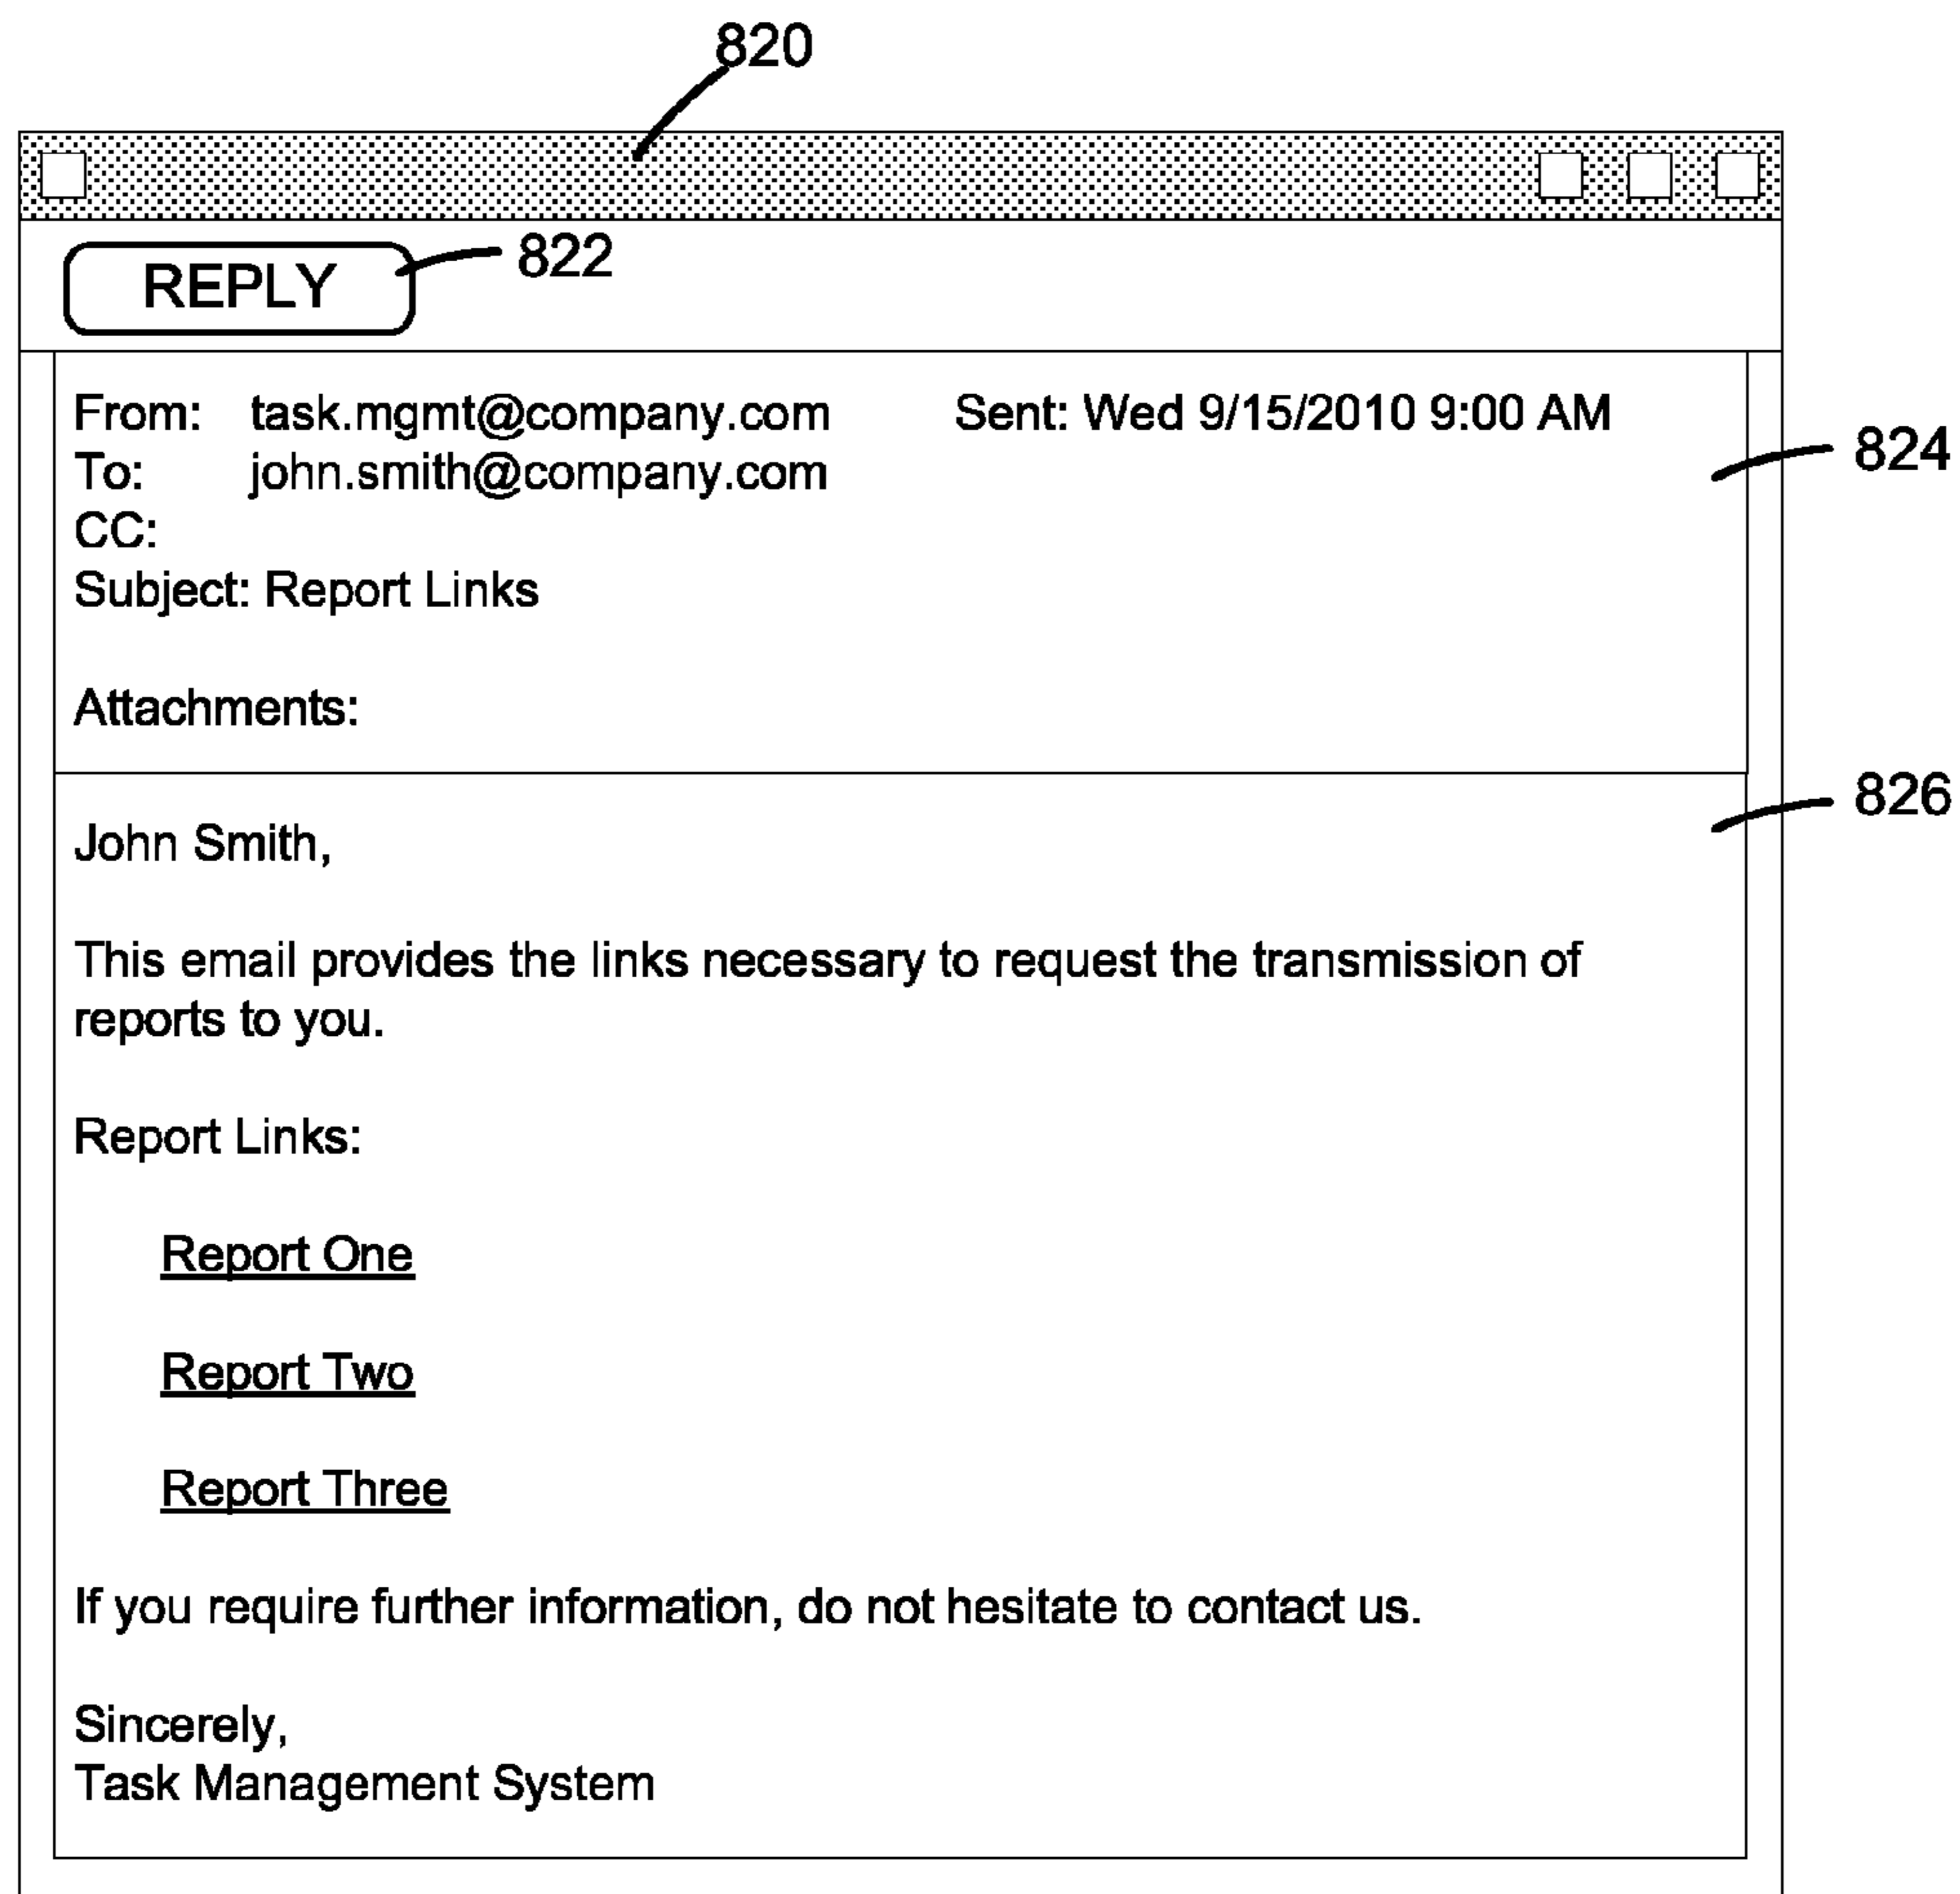 820
REPLY 822
From: task.mgmt@company.com Sent: Wed 9/15/2010 9:00 AM
824
To: john.smith@company.com
CC:
Subject: Report Links
Attachments:
826
John Smith,
This email provides the links necessary to request the transmission of
reports to you.
Report Links:
Report One
Report Two
Report Three
If you require further information, do not hesitate to contact us.
Sincerely,
Task Management System